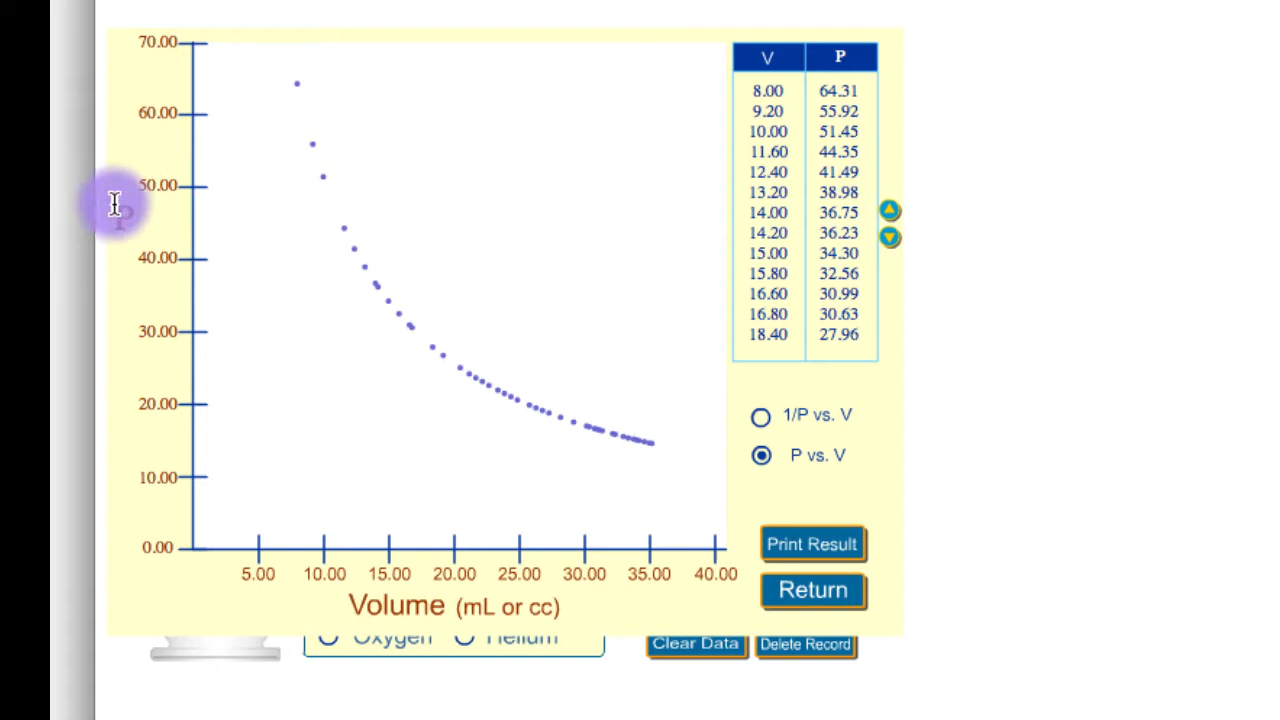 70.00
60.00
50.00
P
40.00
30.00
20.00
10.00
0.00
5.00 10.00 15.00 20.00 25.00 30.00 35.00 40.00
Volume (mL or cc)
V P
8.00 64.31
9.20 55.92
10.00 51.45
11.60 44.35
12.40 41.49
13.20 38.98
14.00 36.75
14.20 36.23
15.00 34.30
15.80 32.56
16.60 30.99
16.80 30.63
18.40 27.96
1/P vs. V
P vs. V
Print Result
Return
Oxygen Helium
Clear Data Delete Record